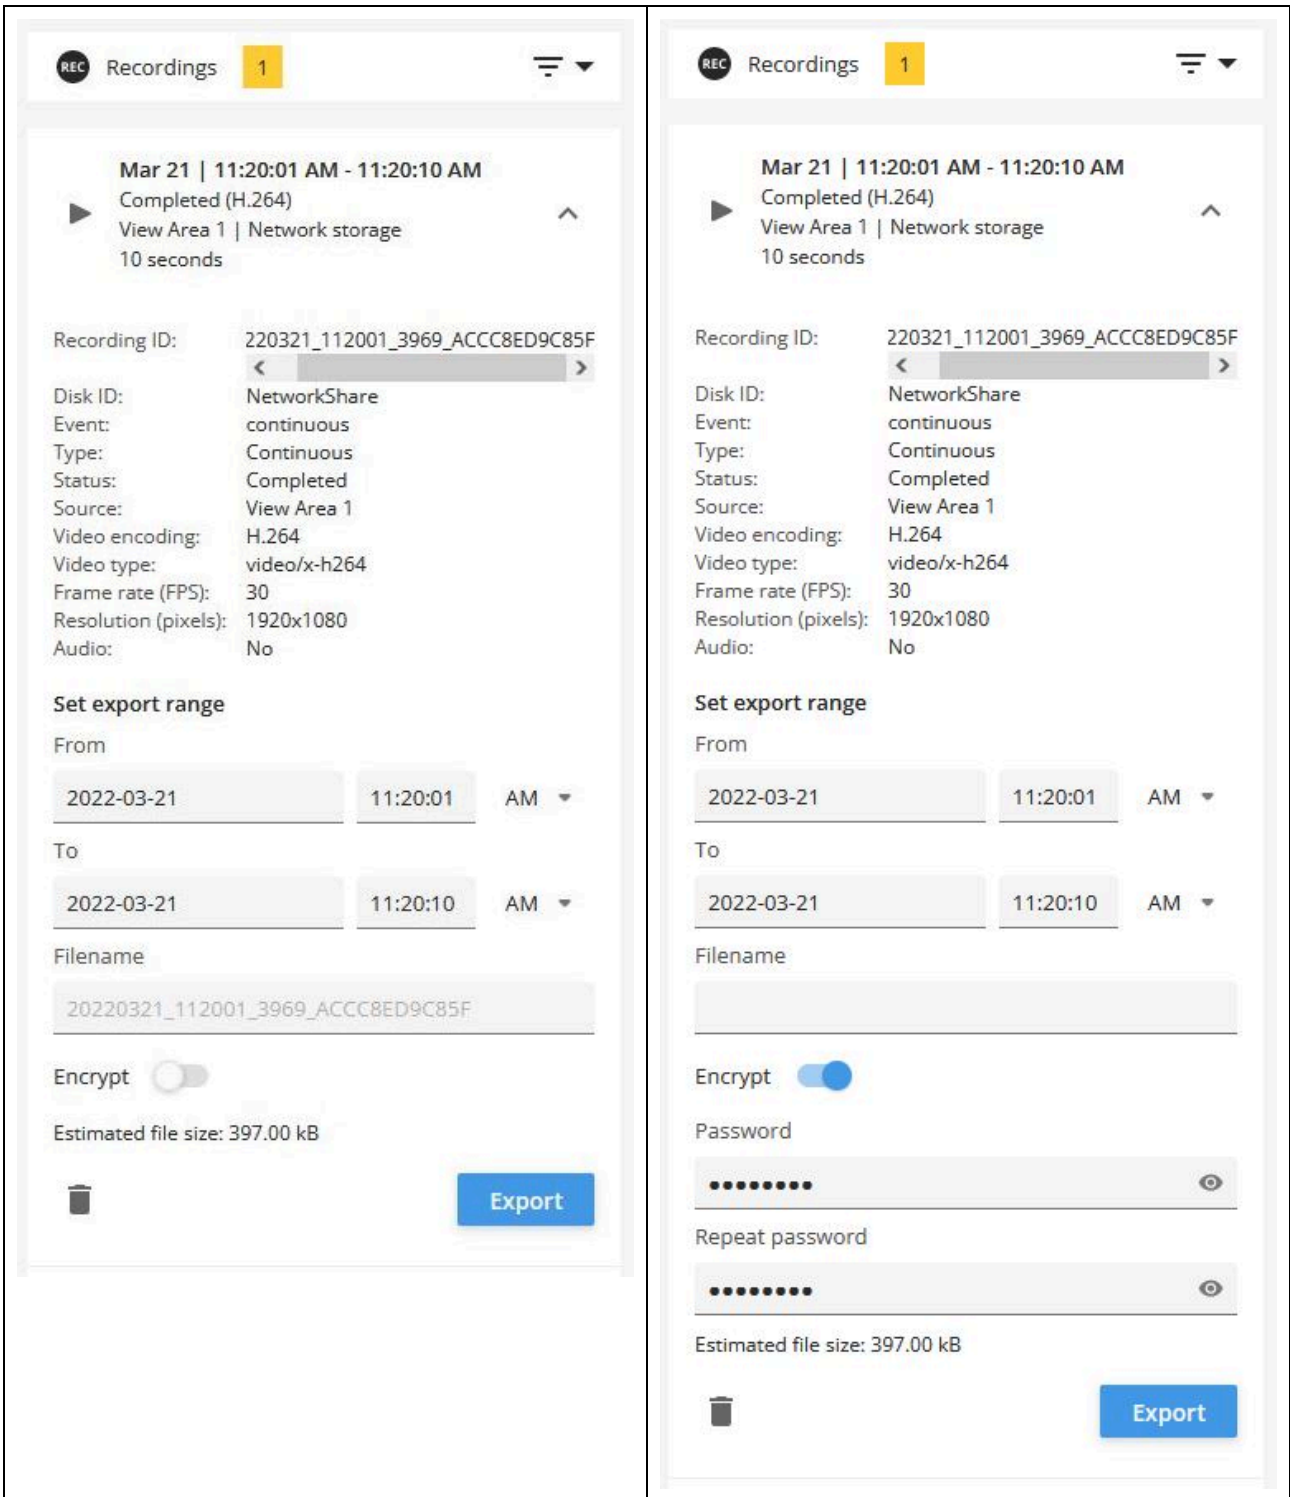 REC Recordings 1
Mar 21 | 11:20:01 AM - 11:20:10 AM
Completed (H.264)
View Area 1 | Network storage
10 seconds
Recording ID: 220321_112001_3969_ACCC8ED9C85F
Disk ID: NetworkShare
Event: continuous
Type: Continuous
Status: Completed
Source: View Area 1
Video encoding: H.264
Video type: video/x-h264
Frame rate (FPS): 30
Resolution (pixels): 1920x1080
Audio: No
Set export range
From
2022-03-21 11:20:01 AM
To
2022-03-21 11:20:10 AM
Filename
20220321_112001_3969_ACCC8ED9C85F
Encrypt
Estimated file size: 397.00 kB
Export
REC Recordings 1
Mar 21 | 11:20:01 AM - 11:20:10 AM
Completed (H.264)
View Area 1 | Network storage
10 seconds
Recording ID: 220321_112001_3969_ACCC8ED9C85F
Disk ID: NetworkShare
Event: continuous
Type: Continuous
Status: Completed
Source: View Area 1
Video encoding: H.264
Video type: video/x-h264
Frame rate (FPS): 30
Resolution (pixels): 1920x1080
Audio: No
Set export range
From
2022-03-21 11:20:01 AM
To
2022-03-21 11:20:10 AM
Filename
Encrypt
Password
••••••••
Repeat password
••••••••
Estimated file size: 397.00 kB
Export